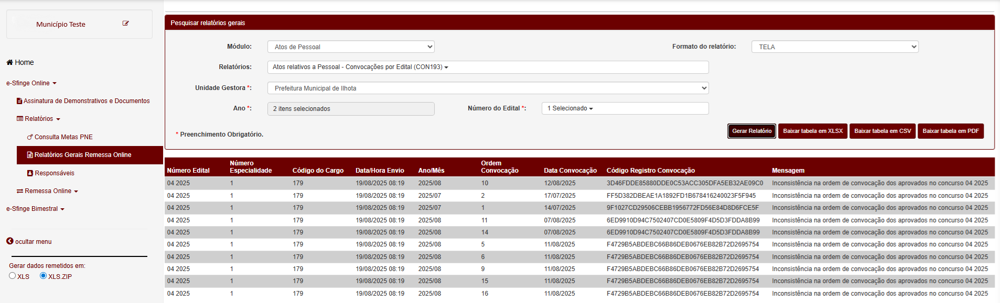 Município Teste
Home
e-Sfinge Online
Assinatura de Demonstrativos e Documentos
Relatórios
Consulta Metas PNE
Relatórios Gerais Remessa Online
Responsáveis
Remessa Online
e-Sfinge Bimestral
ocultar menu
Gerar dados remetidos em:
XLS XLS.ZIP
Pesquisar relatórios gerais
Módulo: Atos de Pessoal Formato do relatório: TELA
Relatórios: Atos relativos a Pessoal - Convocações por Edital (CON193)
Unidade Gestora *: Prefeitura Municipal de Ilhota
Ano *: 2 itens selecionados Número do Edital *: 1 Selecionado
* Preenchimento Obrigatório.
Gerar Relatório Baixar tabela em XLSX Baixar tabela em CSV Baixar tabela em PDF
Número Edital Número Especialidade Código do Cargo Data/Hora Envio Ano/Mês Ordem Convocação Data Convocação Código Registro Convocação Mensagem
04 2025 1 179 19/08/2025 08:19 2025/08 10 12/08/2025 3D46FDDE85880DDE0C53ACC305DFA5EB32AE09C0 Inconsistência na ordem de convocação dos aprovados no concurso 04 2025
04 2025 1 179 19/08/2025 08:19 2025/07 2 17/07/2025 FF5D382DBEAE1A1892FD1B678416240023F5F945 Inconsistência na ordem de convocação dos aprovados no concurso 04 2025
04 2025 1 179 19/08/2025 08:19 2025/07 1 14/07/2025 9F1027CD29506CEBB1956772FD56E84D8D6FCE5F Inconsistência na ordem de convocação dos aprovados no concurso 04 2025
04 2025 1 179 19/08/2025 08:19 2025/08 11 07/08/2025 6ED9910D94C7502407CD0E5809F4D5D3FDDA8B99 Inconsistência na ordem de convocação dos aprovados no concurso 04 2025
04 2025 1 179 19/08/2025 08:19 2025/08 14 07/08/2025 6ED9910D94C7502407CD0E5809F4D5D3FDDA8B99 Inconsistência na ordem de convocação dos aprovados no concurso 04 2025
04 2025 1 179 19/08/2025 08:19 2025/08 5 11/08/2025 F4729B5ABDEBC66B86DEB0676EB82B72D2695754 Inconsistência na ordem de convocação dos aprovados no concurso 04 2025
04 2025 1 179 19/08/2025 08:19 2025/08 6 11/08/2025 F4729B5ABDEBC66B86DEB0676EB82B72D2695754 Inconsistência na ordem de convocação dos aprovados no concurso 04 2025
04 2025 1 179 19/08/2025 08:19 2025/08 9 11/08/2025 F4729B5ABDEBC66B86DEB0676EB82B72D2695754 Inconsistência na ordem de convocação dos aprovados no concurso 04 2025
04 2025 1 179 19/08/2025 08:19 2025/08 15 11/08/2025 F4729B5ABDEBC66B86DEB0676EB82B72D2695754 Inconsistência na ordem de convocação dos aprovados no concurso 04 2025
04 2025 1 179 19/08/2025 08:19 2025/08 16 11/08/2025 F4729B5ABDEBC66B86DEB0676EB82B72D2695754 Inconsistência na ordem de convocação dos aprovados no concurso 04 2025